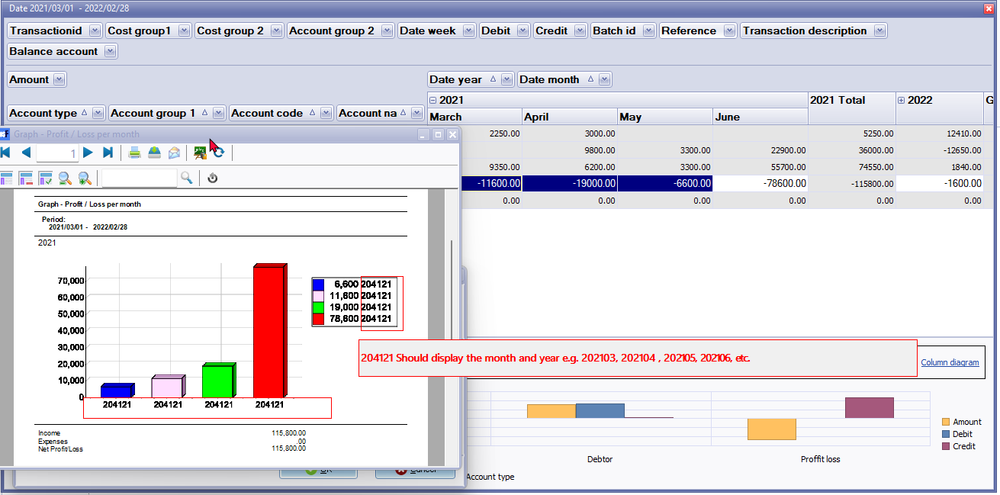 Date 2021/03/01 - 2022/02/28
Transactionid Cost group1 Cost group 2 Account group 2 Date week Debit Credit Batch id Reference Transaction description
Balance account
Amount Date year Date month
2021 2021 Total 2022 G
Account type Account group 1 Account code Account na
March April May June
2250.00 3000.00 5250.00 12410.00
9800.00 3300.00 22900.00 36000.00 -12650.00
9350.00 6200.00 3300.00 55700.00 74550.00 1840.00
-11600.00 -19000.00 -6600.00 -78600.00 -115800.00 -1600.00
0.00 0.00 0.00 0.00 0.00 0.00
Graph - Profit / Loss per month
1
Graph - Profit / Loss per month
Period:
2021/03/01 - 2022/02/28
2021
70,000
60,000
50,000
40,000
30,000
20,000
10,000
0
204121 204121 204121 204121
6,600 204121
11,600 204121
19,000 204121
78,600 204121
Income 115,800.00
Expenses .00
Net Profit/Loss 115,800.00
204121 Should display the month and year e.g. 202103, 202104 , 202105, 202106, etc.
Column diagram
Amount
Debit
Credit
Debtor Proffit loss
Account type
OK Cancel